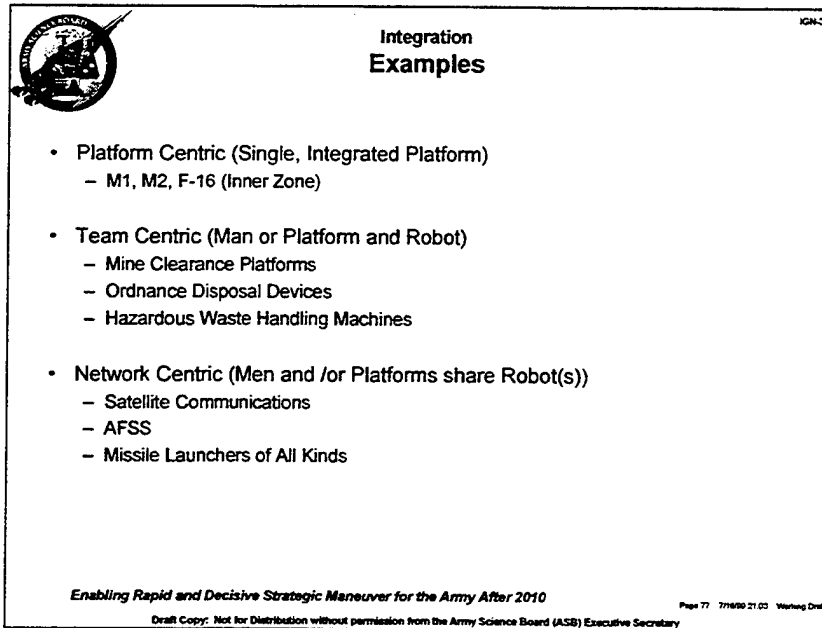 Integration
Examples
• Platform Centric (Single, Integrated Platform)
– M1, M2, F-16 (Inner Zone)
• Team Centric (Man or Platform and Robot)
– Mine Clearance Platforms
– Ordnance Disposal Devices
– Hazardous Waste Handling Machines
• Network Centric (Men and /or Platforms share Robot(s))
– Satellite Communications
– AFSS
– Missile Launchers of All Kinds
Enabling Rapid and Decisive Strategic Maneuver for the Army After 2010
Page 77
Draft Copy: Not for Distribution without permission from the Army Science Board (ASB) Executive Secretary